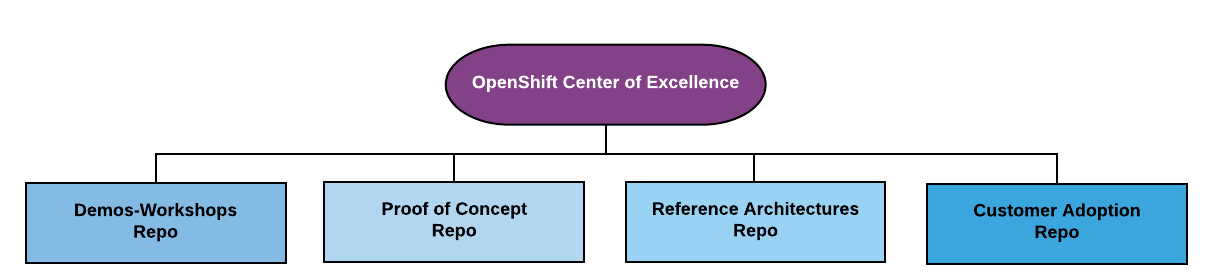 OpenShift Center of Excellence
Demos-Workshops
Repo
Proof of Concept
Repo
Reference Architectures
Repo
Customer Adoption
Repo